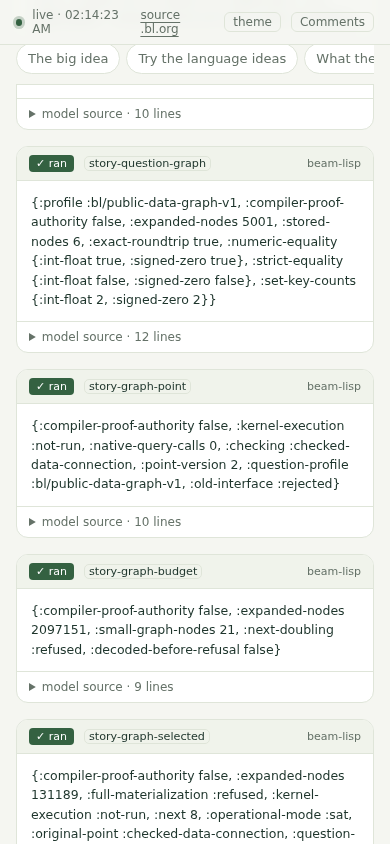 live · 02:14:23
AM
source
.bl.org
theme
Comments
The big idea
Try the language ideas
What the
model source · 10 lines
✓ ran
story-question-graph
beam-lisp
{:profile :bl/public-data-graph-v1, :compiler-proof-
authority false, :expanded-nodes 5001, :stored-
nodes 6, :exact-roundtrip true, :numeric-equality
{:int-float true, :signed-zero true}, :strict-equality
{:int-float false, :signed-zero false}, :set-key-counts
{:int-float 2, :signed-zero 2}}
model source · 12 lines
✓ ran
story-graph-point
beam-lisp
{:compiler-proof-authority false, :kernel-execution
:not-run, :native-query-calls 0, :checking :checked-
data-connection, :point-version 2, :question-profile
:bl/public-data-graph-v1, :old-interface :rejected}
model source · 10 lines
✓ ran
story-graph-budget
beam-lisp
{:compiler-proof-authority false, :expanded-nodes
2097151, :small-graph-nodes 21, :next-doubling
:refused, :decoded-before-refusal false}
model source · 9 lines
✓ ran
story-graph-selected
beam-lisp
{:compiler-proof-authority false, :expanded-nodes
131189, :full-materialization :refused, :kernel-
execution :not-run, :next 8, :operational-mode :sat,
:original-point :checked-data-connection, :question-